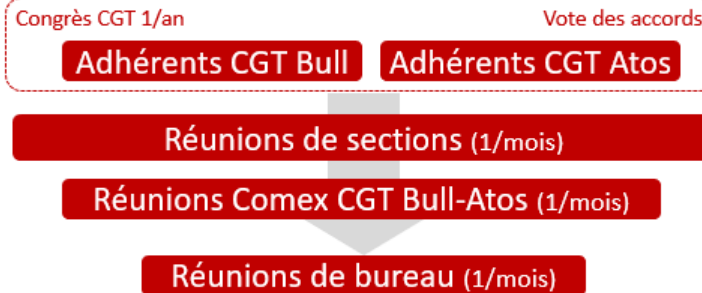 Congrès CGT 1/an
Vote des accords
Adhérents CGT Bull
Adhérents CGT Atos
Réunions de sections (1/mois)
Réunions Comex CGT Bull-Atos (1/mois)
Réunions de bureau (1/mois)